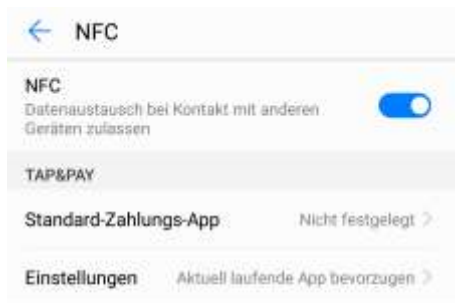 NFC
NFC
Datenaustausch bei Kontakt mit anderen
Geräten zulassen
TAP&PAY
Standard-Zahlungs-App Nicht festgelegt
Einstellungen Aktuell laufende App bevorzugen